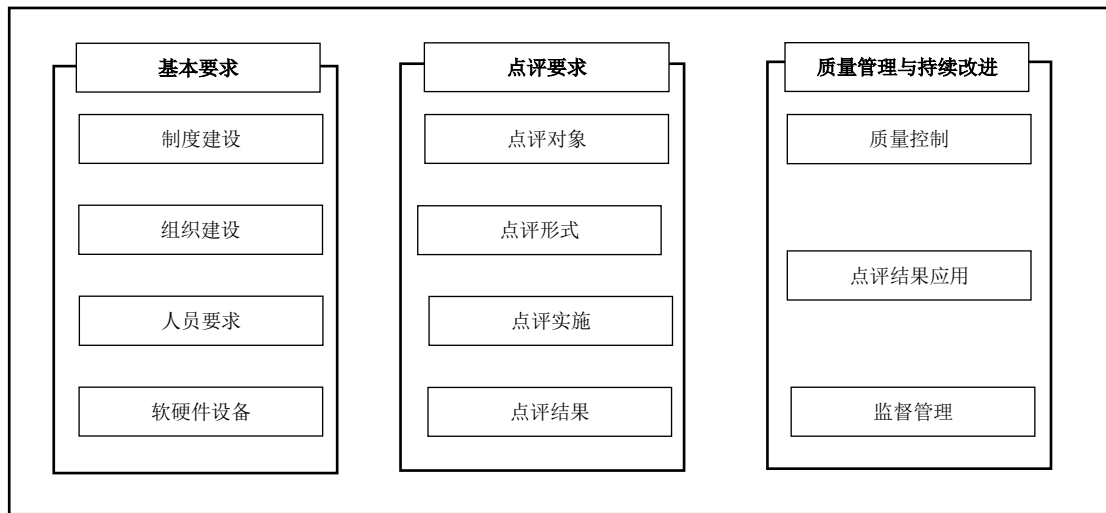 基本要求
制度建设
组织建设
人员要求
软硬件设备
点评要求
点评对象
点评形式
点评实施
点评结果
质量管理与持续改进
质量控制
点评结果应用
监督管理